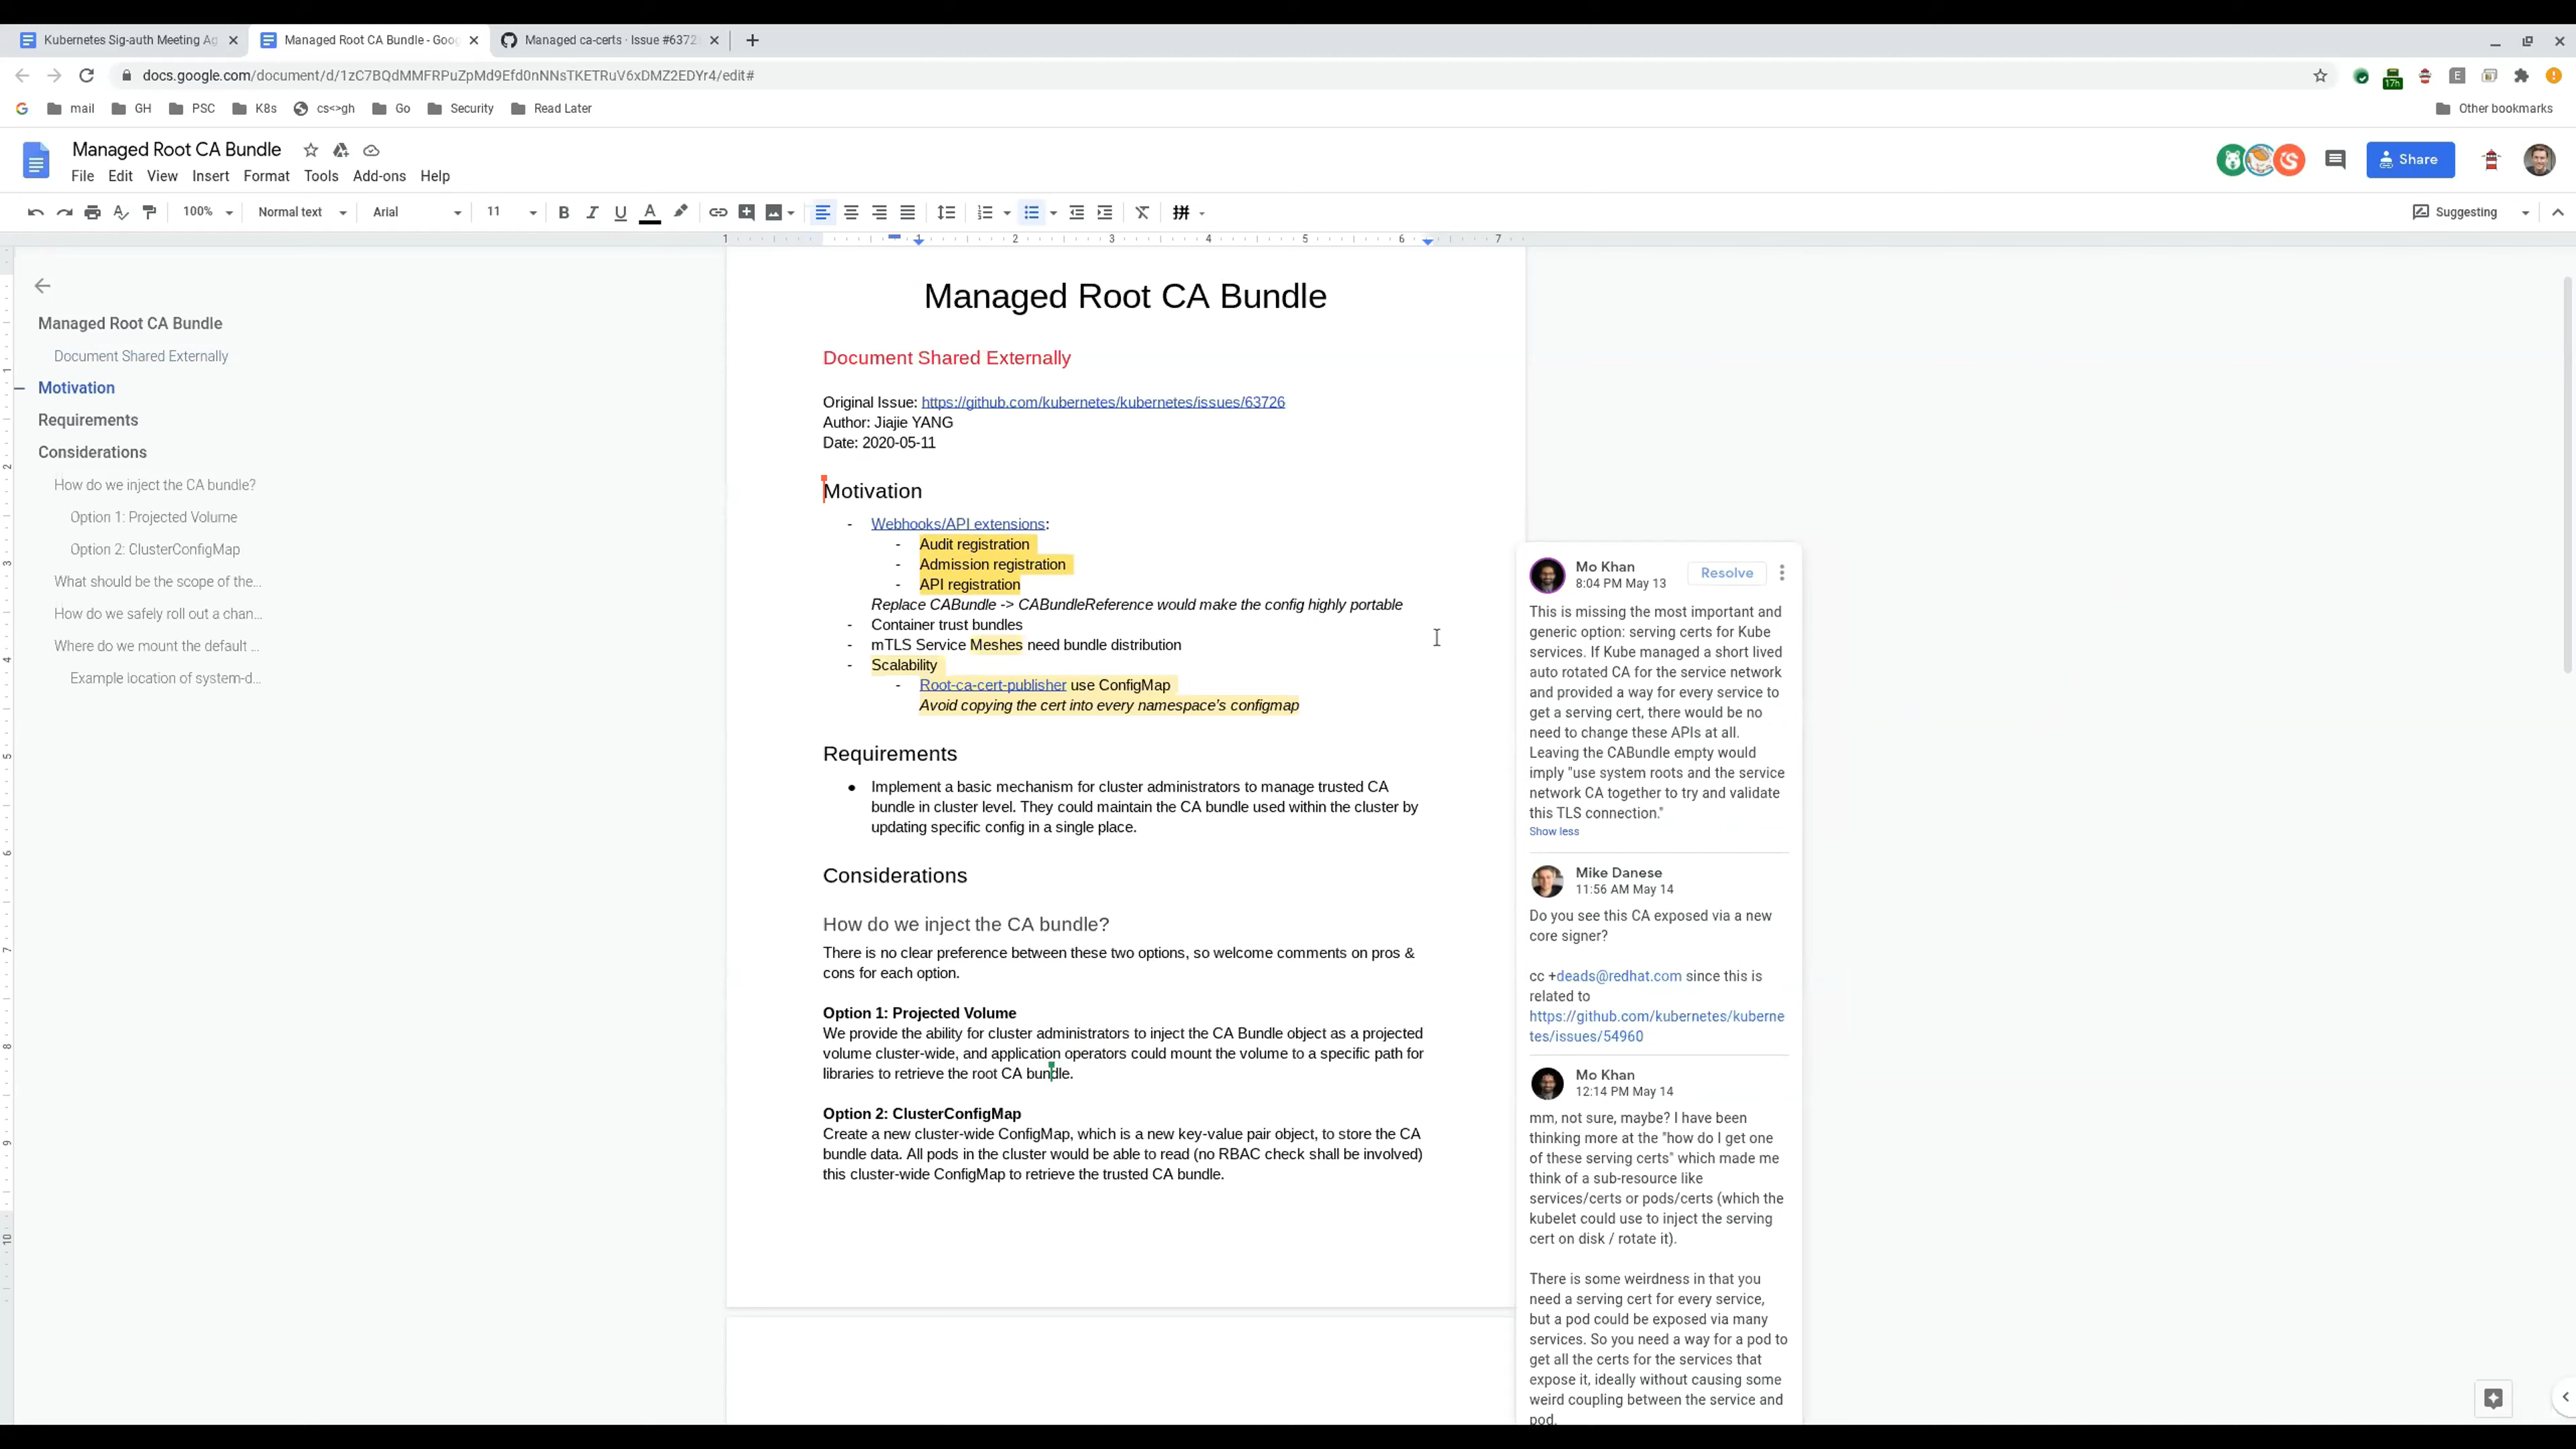 Kubernetes Sig-auth Meeting Ag
Managed Root CA Bundle - Goo
Managed ca-certs · Issue #6372
docs.google.com/document/d/1zC7BQdMMFRPuZpMd9Efd0nNNsTKETRuV6xDMZ2EDYr4/edit#
17h
mail GH PSC K8s cs<>gh Go Security Read Later Other bookmarks
Managed Root CA Bundle
File Edit View Insert Format Tools Add-ons Help
Share
100% Normal text Arial 11 Suggesting
1 1 2 3 4 5 6 7
Managed Root CA Bundle
Document Shared Externally
Motivation
Requirements
Considerations
How do we inject the CA bundle?
Option 1: Projected Volume
Option 2: ClusterConfigMap
What should be the scope of the...
How do we safely roll out a chan...
Where do we mount the default ...
Example location of system-d...
Managed Root CA Bundle
Document Shared Externally
Original Issue: https://github.com/kubernetes/kubernetes/issues/63726
Author: Jiajie YANG
Date: 2020-05-11
Motivation
- Webhooks/API extensions:
- Audit registration
- Admission registration
- API registration
Replace CABundle -> CABundleReference would make the config highly portable
- Container trust bundles
- mTLS Service Meshes need bundle distribution
- Scalability
- Root-ca-cert-publisher use ConfigMap
Avoid copying the cert into every namespace's configmap
Requirements
● Implement a basic mechanism for cluster administrators to manage trusted CA
bundle in cluster level. They could maintain the CA bundle used within the cluster by
updating specific config in a single place.
Considerations
How do we inject the CA bundle?
There is no clear preference between these two options, so welcome comments on pros &
cons for each option.
Option 1: Projected Volume
We provide the ability for cluster administrators to inject the CA Bundle object as a projected
volume cluster-wide, and application operators could mount the volume to a specific path for
libraries to retrieve the root CA bundle.
Option 2: ClusterConfigMap
Create a new cluster-wide ConfigMap, which is a new key-value pair object, to store the CA
bundle data. All pods in the cluster would be able to read (no RBAC check shall be involved)
this cluster-wide ConfigMap to retrieve the trusted CA bundle.
Mo Khan
8:04 PM May 13
Resolve
This is missing the most important and
generic option: serving certs for Kube
services. If Kube managed a short lived
auto rotated CA for the service network
and provided a way for every service to
get a serving cert, there would be no
need to change these APIs at all.
Leaving the CABundle empty would
imply "use system roots and the service
network CA together to try and validate
this TLS connection."
Show less
Mike Danese
11:56 AM May 14
Do you see this CA exposed via a new
core signer?
cc +deads@redhat.com since this is
related to
https://github.com/kubernetes/kuberne
tes/issues/54960
Mo Khan
12:14 PM May 14
mm, not sure, maybe? I have been
thinking more at the "how do I get one
of these serving certs" which made me
think of a sub-resource like
services/certs or pods/certs (which the
kubelet could use to inject the serving
cert on disk / rotate it).
There is some weirdness in that you
need a serving cert for every service,
but a pod could be exposed via many
services. So you need a way for a pod to
get all the certs for the services that
expose it, ideally without causing some
weird coupling between the service and
pod.
1
2
3
4
5
6
7
8
9
10